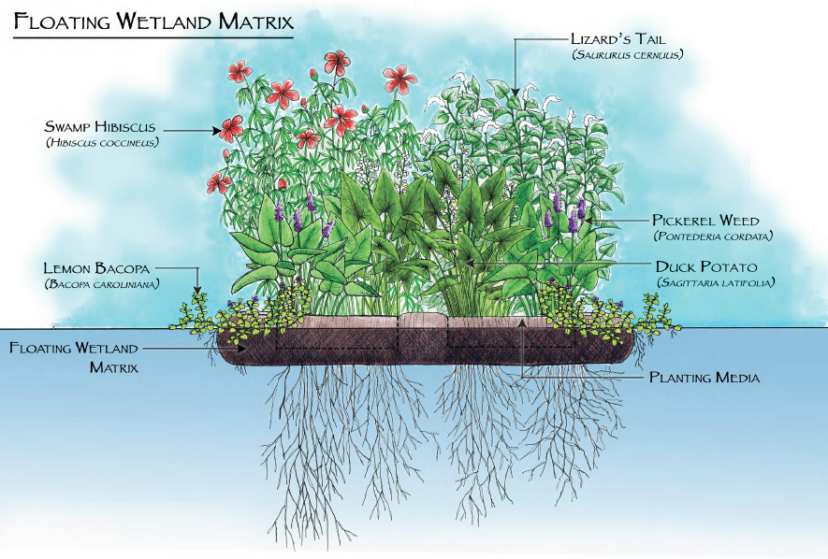 Floating Wetland Matrix
Lizard's Tail
(Saururus cernuus)
Swamp Hibiscus
(Hibiscus coccineus)
Pickerel Weed
(Pontederia cordata)
Lemon Bacopa
(Bacopa caroliniana)
Duck Potato
(Sagittaria latifolia)
Floating Wetland
Matrix
Planting Media